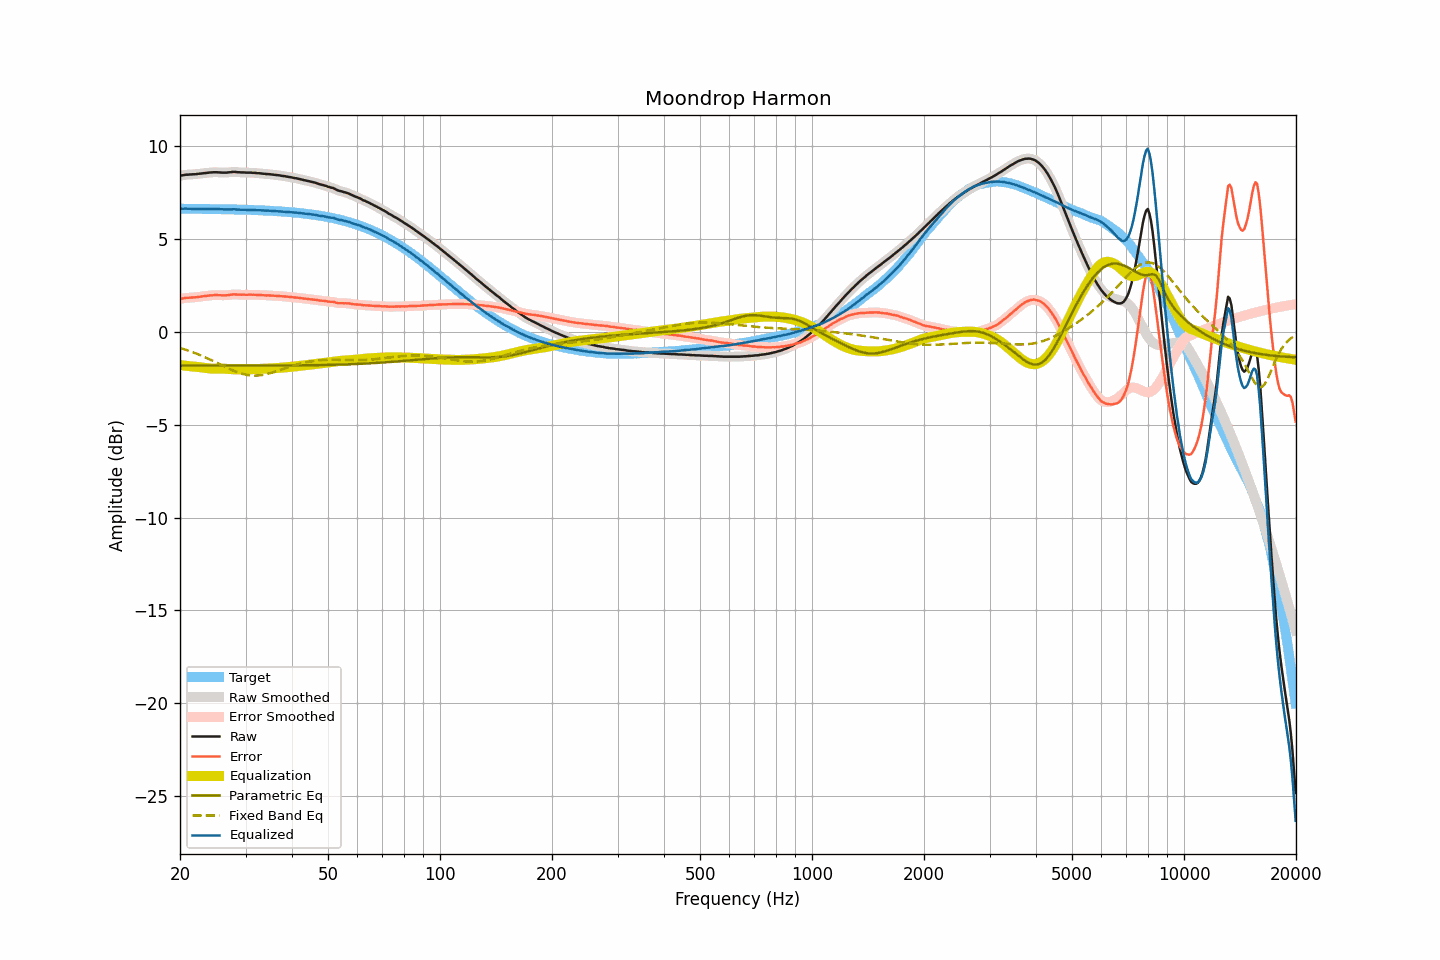 Moondrop Harmon
10
5
0
−5
−10
−15
−20
−25
Amplitude (dBr)
Target
Raw Smoothed
Error Smoothed
Raw
Error
Equalization
Parametric Eq
Fixed Band Eq
Equalized
20 50 100 200 500 1000 2000 5000 10000 20000
Frequency (Hz)